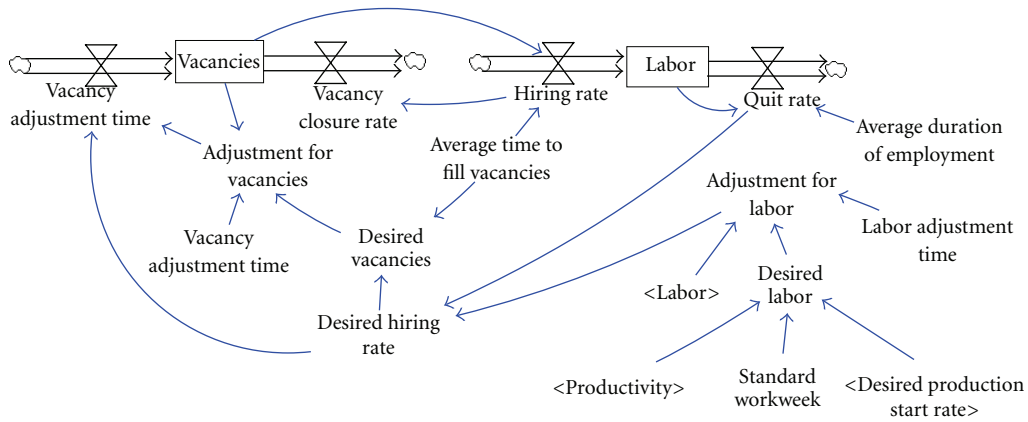 Vacancies
Labor
Vacancy
adjustment time
Vacancy
closure rate
Hiring rate
Quit rate
Average duration
of employment
Adjustment for
vacancies
Average time to
fill vacancies
Adjustment for
labor
Labor adjustment
time
Vacancy
adjustment time
Desired
vacancies
<Labor>
Desired
labor
Desired hiring
rate
<Productivity>
Standard
workweek
<Desired production
start rate>